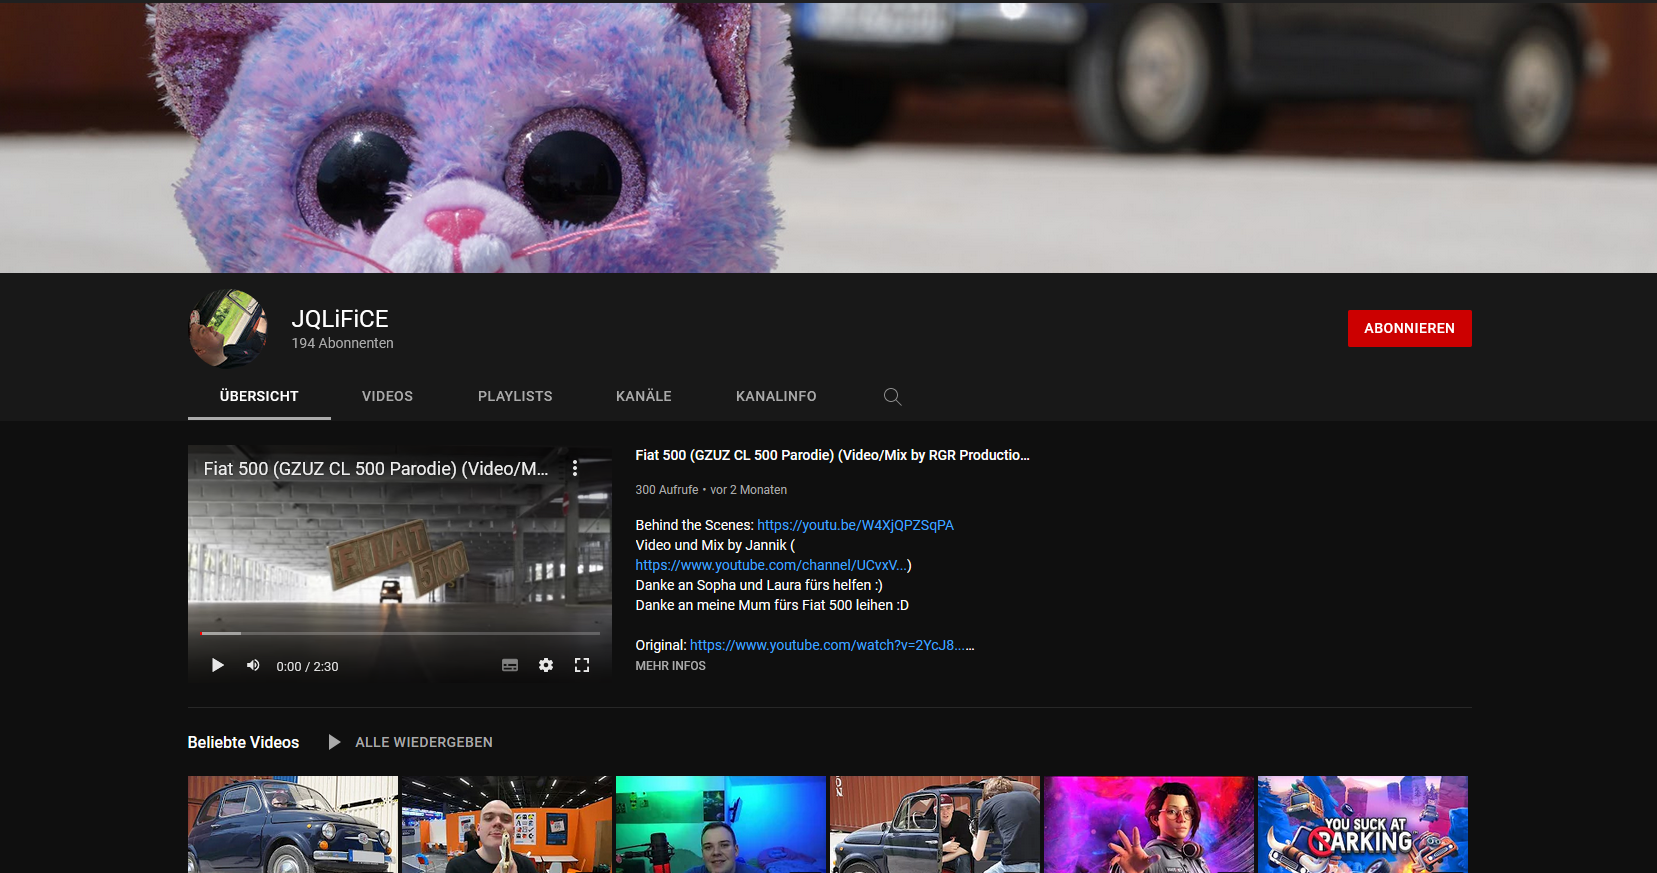 JQLiFiCE
194 Abonnenten
ABONNIEREN
ÜBERSICHT
VIDEOS
PLAYLISTS
KANÄLE
KANALINFO
Fiat 500 (GZUZ CL 500 Parodie) (Video/M...
FIAT
500
0:00 / 2:30
Fiat 500 (GZUZ CL 500 Parodie) (Video/Mix by RGR Productio...
300 Aufrufe • vor 2 Monaten
Behind the Scenes: https://youtu.be/W4XjQPZSqPA
Video und Mix by Jannik (
https://www.youtube.com/channel/UCvxV...)
Danke an Sopha und Laura fürs helfen :)
Danke an meine Mum fürs Fiat 500 leihen :D
Original: https://www.youtube.com/watch?v=2YcJ8......
MEHR INFOS
Beliebte Videos
ALLE WIEDERGEBEN
YOU SUCK AT
PARKING